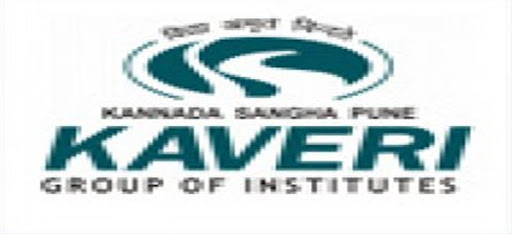 KANNADA SANGHA PUNE
KAVERI
GROUP OF INSTITUTES